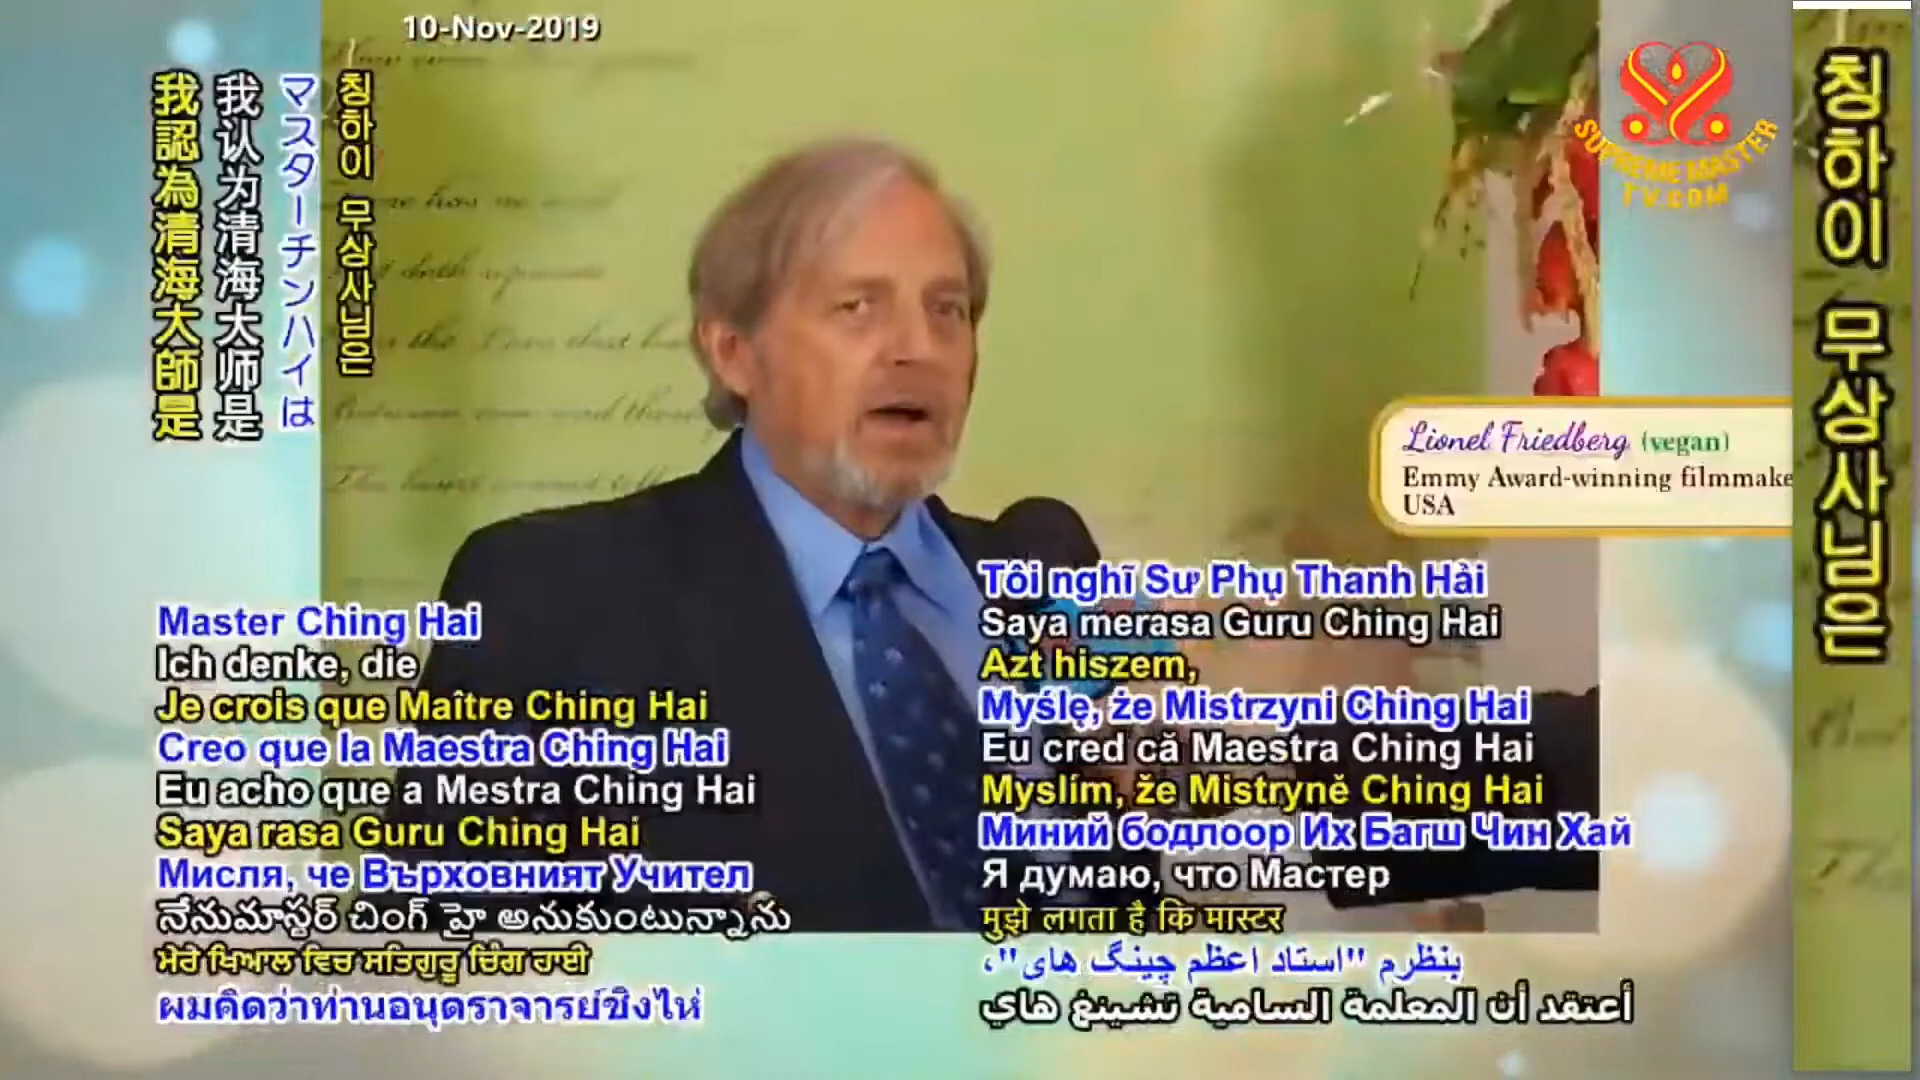 10-Nov-2019
칭하이 무상사님은
マスターチンハイは
我认为清海大师是
我認為清海大師是
SUPREME MASTER
TV.COM
칭하이 무상사님은
Lionel Friedberg (vegan)
Emmy Award-winning filmmake
USA
Master Ching Hai
Ich denke, die
Je crois que Maître Ching Hai
Creo que la Maestra Ching Hai
Eu acho que a Mestra Ching Hai
Saya rasa Guru Ching Hai
Мисля, че Върховният Учител
నేనుమాస్టర్ చింగ్ హై అనుకుంటున్నాను
ਮੇਰੇ ਖਿਆਲ ਵਿਚ ਸਤਿਗੁਰੂ ਚਿੰਗ ਹਾਈ
ผมคิดว่าท่านอนุตราจารย์ชิงไห่
Tôi nghĩ Sư Phụ Thanh Hải
Saya merasa Guru Ching Hai
Azt hiszem,
Myślę, że Mistrzyni Ching Hai
Eu cred că Maestra Ching Hai
Myslím, že Mistryně Ching Hai
Миний бодлоор Их Багш Чин Хай
Я думаю, что Мастер
मुझे लगता है कि मास्टर
بنظرم "استاد اعظم چینگ های"،
أعتقد أن المعلمة السامية تشينغ هاي